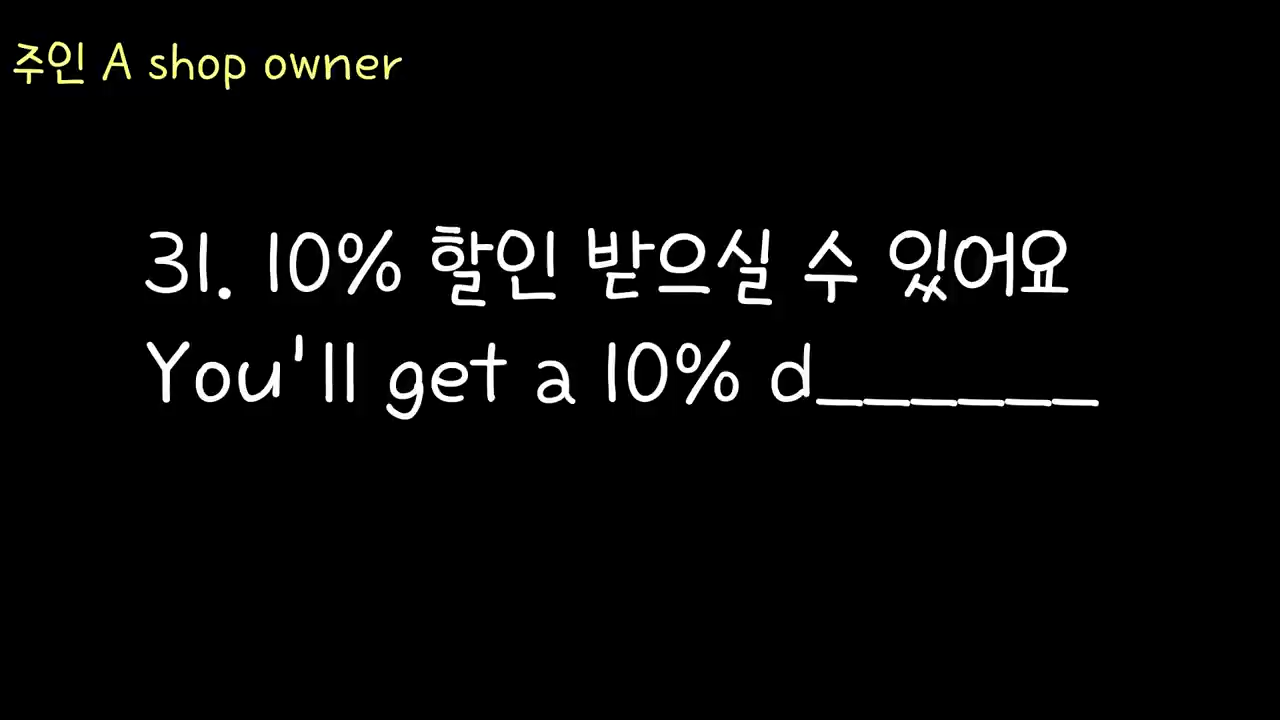 주인 A shop owner
31. 10% 할인 받으실 수 있어요
You'll get a 10% d______